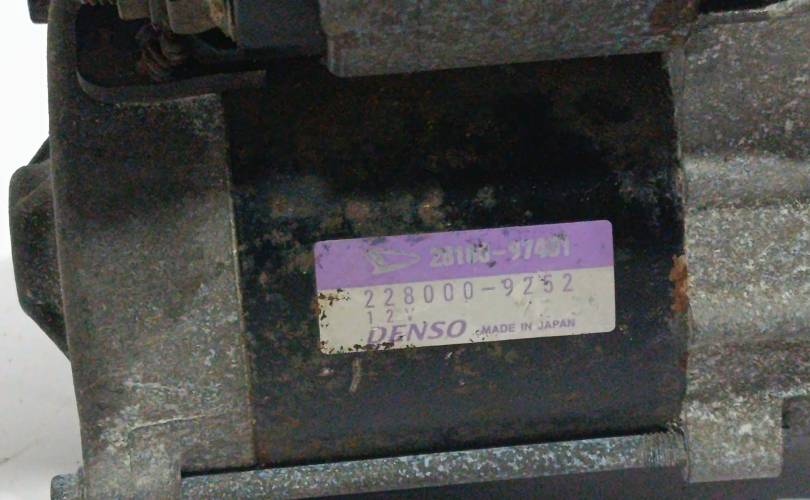 28100-97401
228000-9252
12V
DENSO MADE IN JAPAN